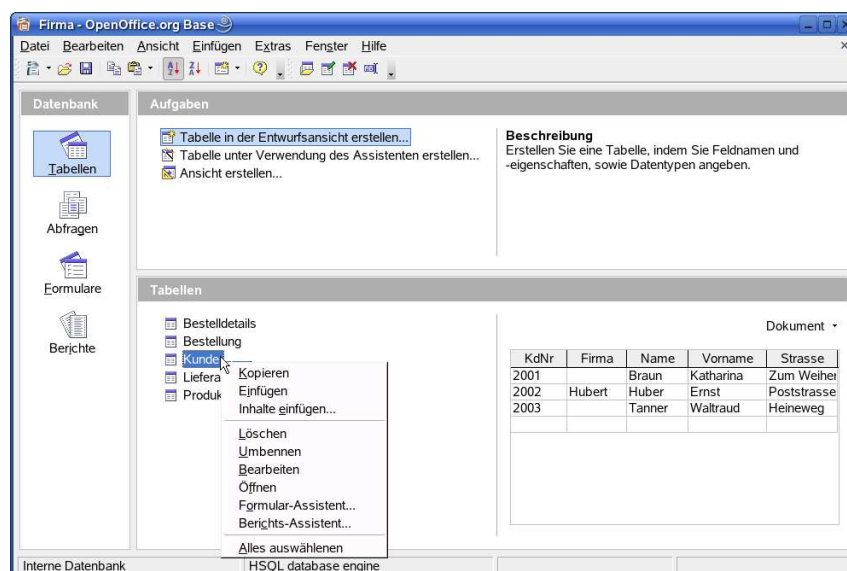 Firma - OpenOffice.org Base
Datei Bearbeiten Ansicht Einfügen Extras Fenster Hilfe
Datenbank
Tabellen
Abfragen
Formulare
Berichte
Aufgaben
Tabelle in der Entwurfsansicht erstellen...
Tabelle unter Verwendung des Assistenten erstellen...
Ansicht erstellen...
Beschreibung
Erstellen Sie eine Tabelle, indem Sie Feldnamen und
-eigenschaften, sowie Datentypen angeben.
Tabellen
Bestelldetails
Bestellung
Kunde
Liefera
Produk
Kopieren
Einfügen
Inhalte einfügen...
Löschen
Umbennen
Bearbeiten
Öffnen
Formular-Assistent...
Berichts-Assistent...
Alles auswählenen
Dokument
KdNr Firma Name Vorname Strasse
2001 Braun Katharina Zum Weiher
2002 Hubert Huber Ernst Poststrasse
2003 Tanner Waltraud Heineweg
Interne Datenbank HSQL database engine